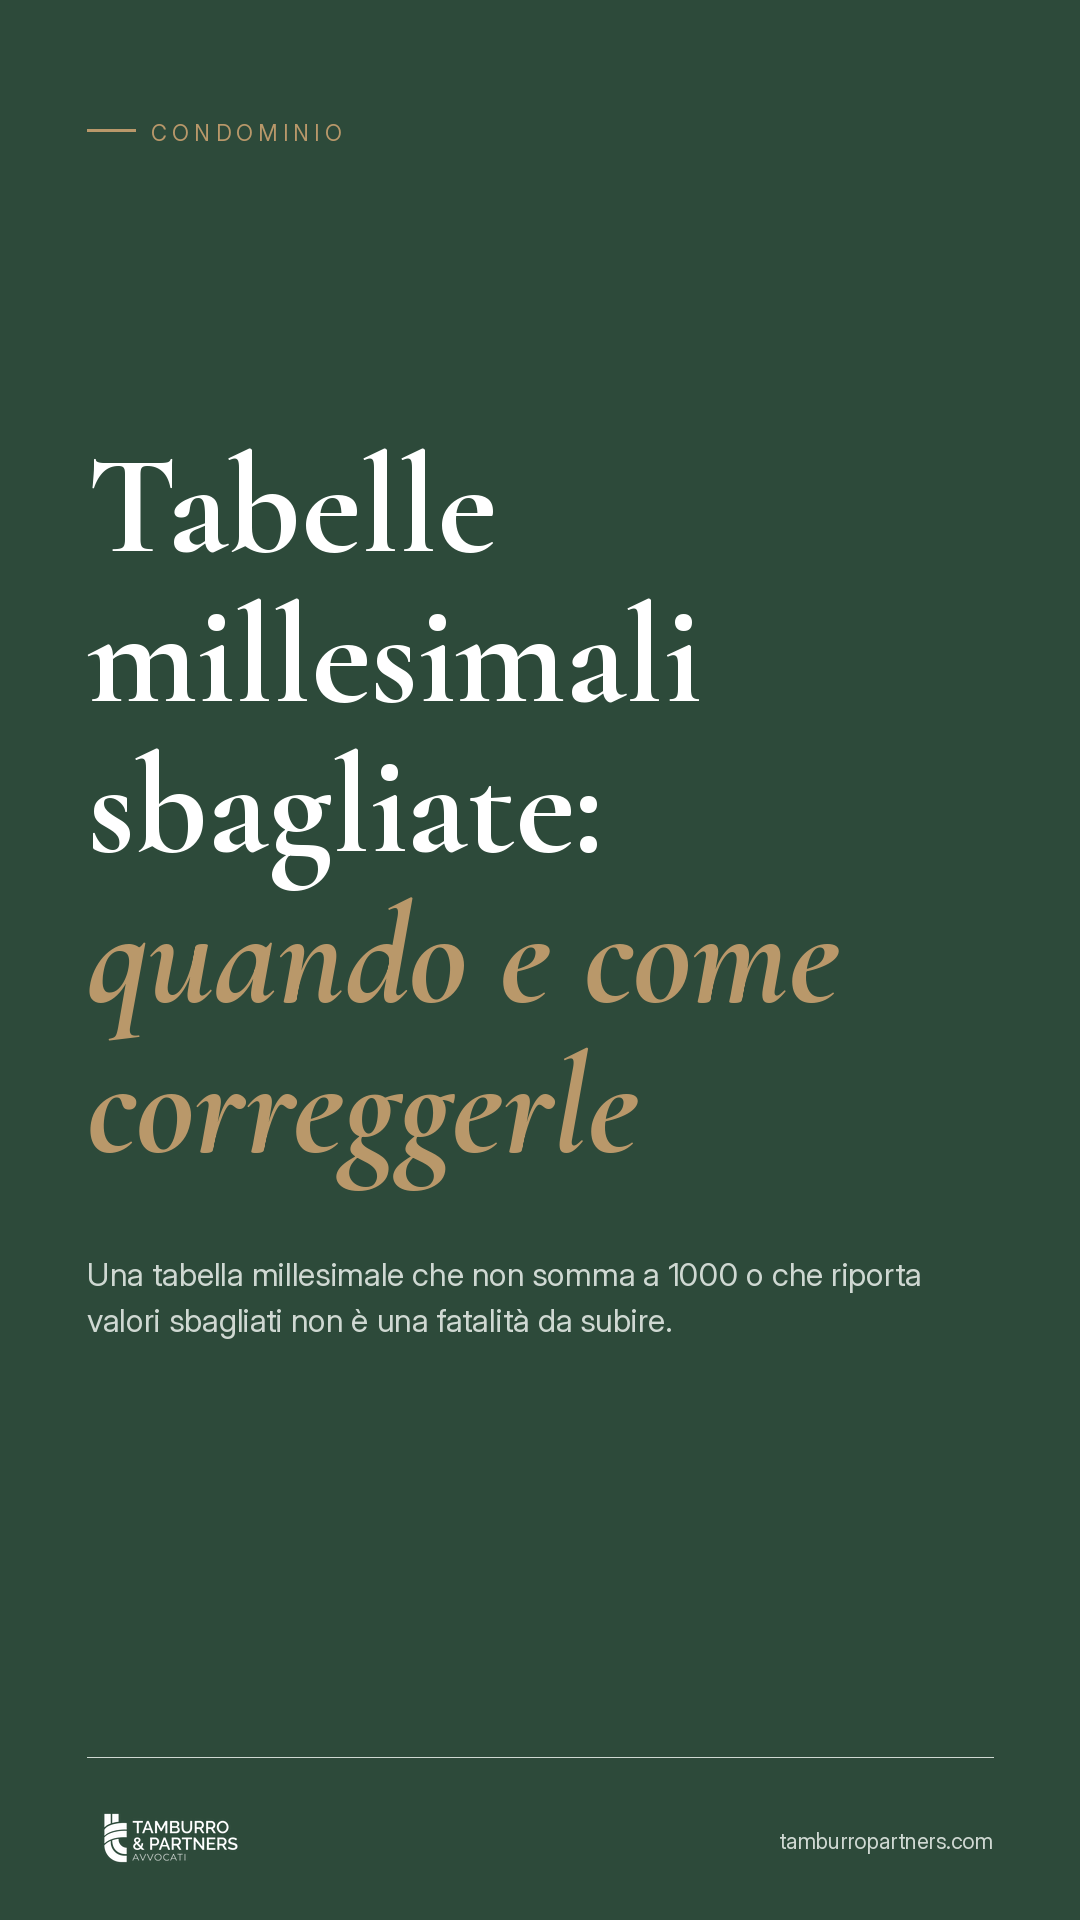 CONDOMINIO
Tabelle
millesimali
sbagliate:
quando e come
correggerle
Una tabella millesimale che non somma a 1000 o che riporta
valori sbagliati non è una fatalità da subire.
TAMBURRO
& PARTNERS
AVVOCATI
tamburropartners.com